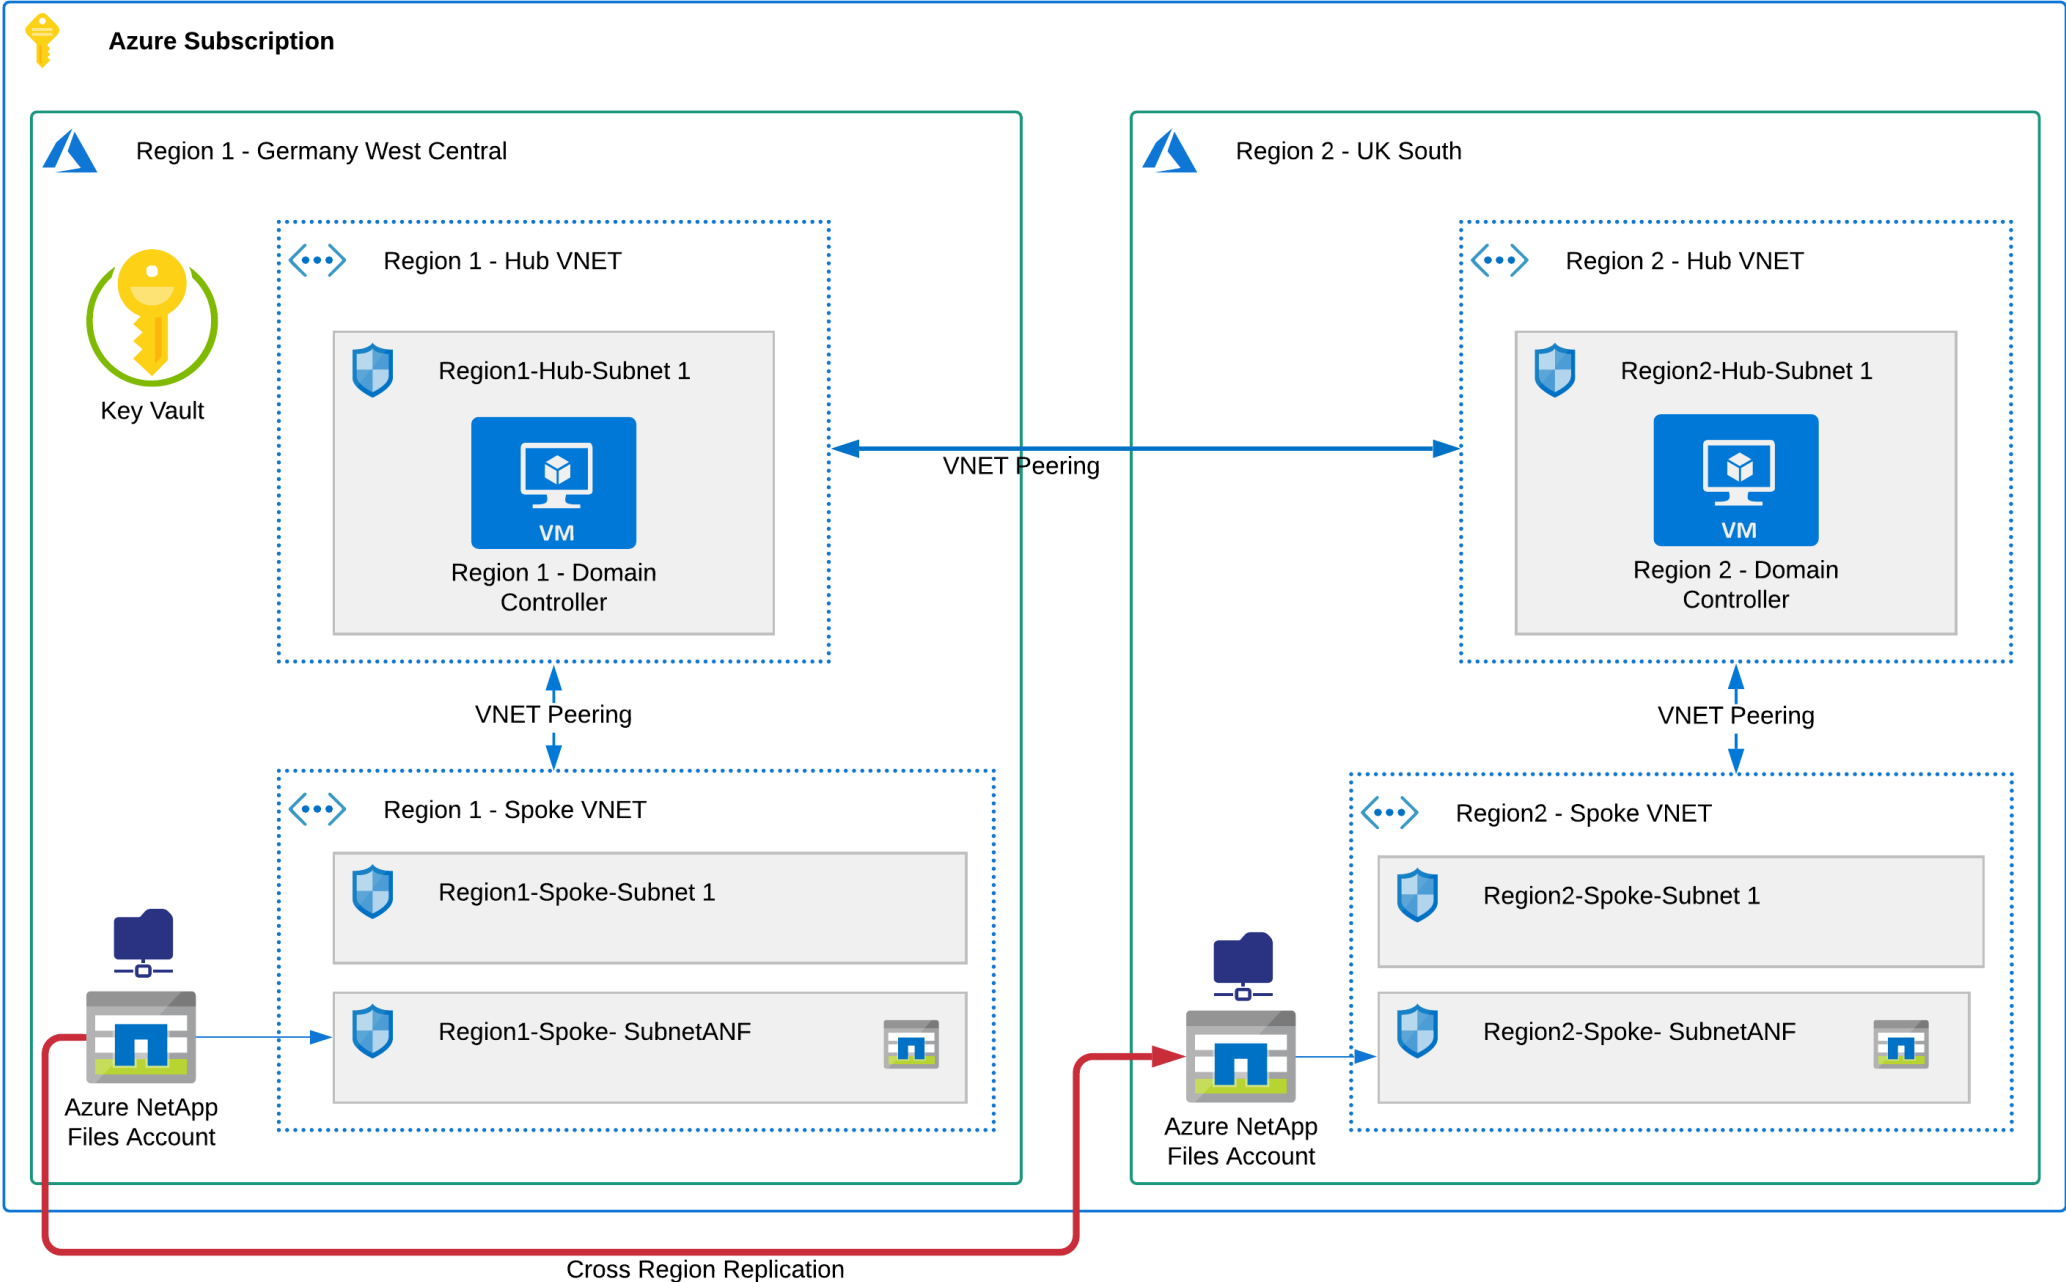 Azure Subscription
Region 1 - Germany West Central
Key Vault
Region 1 - Hub VNET
Region1-Hub-Subnet 1
VM
Region 1 - Domain
Controller
VNET Peering
Region 1 - Spoke VNET
Region1-Spoke-Subnet 1
Region1-Spoke- SubnetANF
Azure NetApp
Files Account
VNET Peering
Region 2 - UK South
Region 2 - Hub VNET
Region2-Hub-Subnet 1
VM
Region 2 - Domain
Controller
VNET Peering
Region2 - Spoke VNET
Region2-Spoke-Subnet 1
Region2-Spoke- SubnetANF
Azure NetApp
Files Account
Cross Region Replication